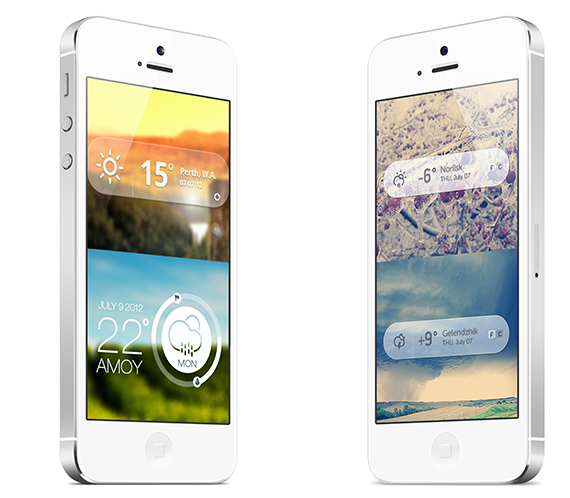 15°
Perth, W.A.
07.02.12
JULY 9 2012
22°
AMOY
MON
-6° Norilsk
THU, July 07
F C
+9° Gelendzhik
THU, July 07
F C